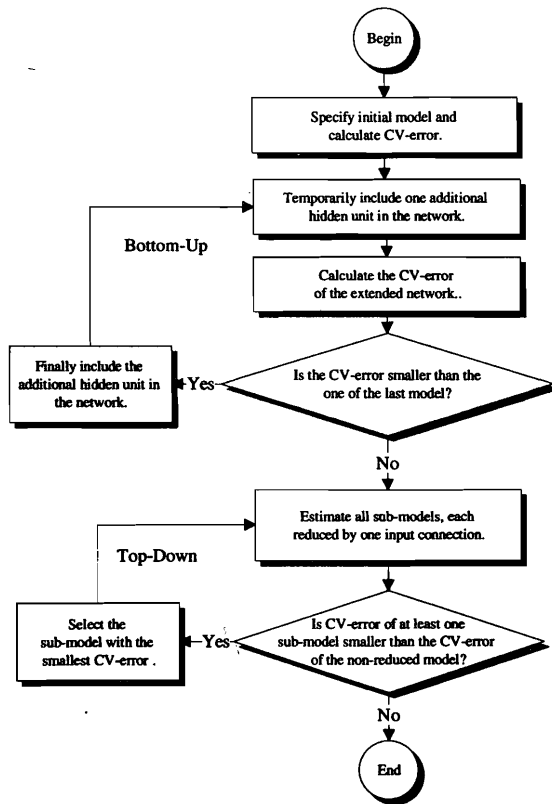 Begin
Specify initial model and
calculate CV-error.
Temporarily include one additional
hidden unit in the network.
Bottom-Up
Calculate the CV-error
of the extended network..
Finally include the
additional hidden unit in
the network.
Yes
Is the CV-error smaller than the
one of the last model?
No
Estimate all sub-models, each
reduced by one input connection.
Top-Down
Select the
sub-model with the
smallest CV-error .
Yes
Is CV-error of at least one
sub-model smaller than the CV-error
of the non-reduced model?
No
End